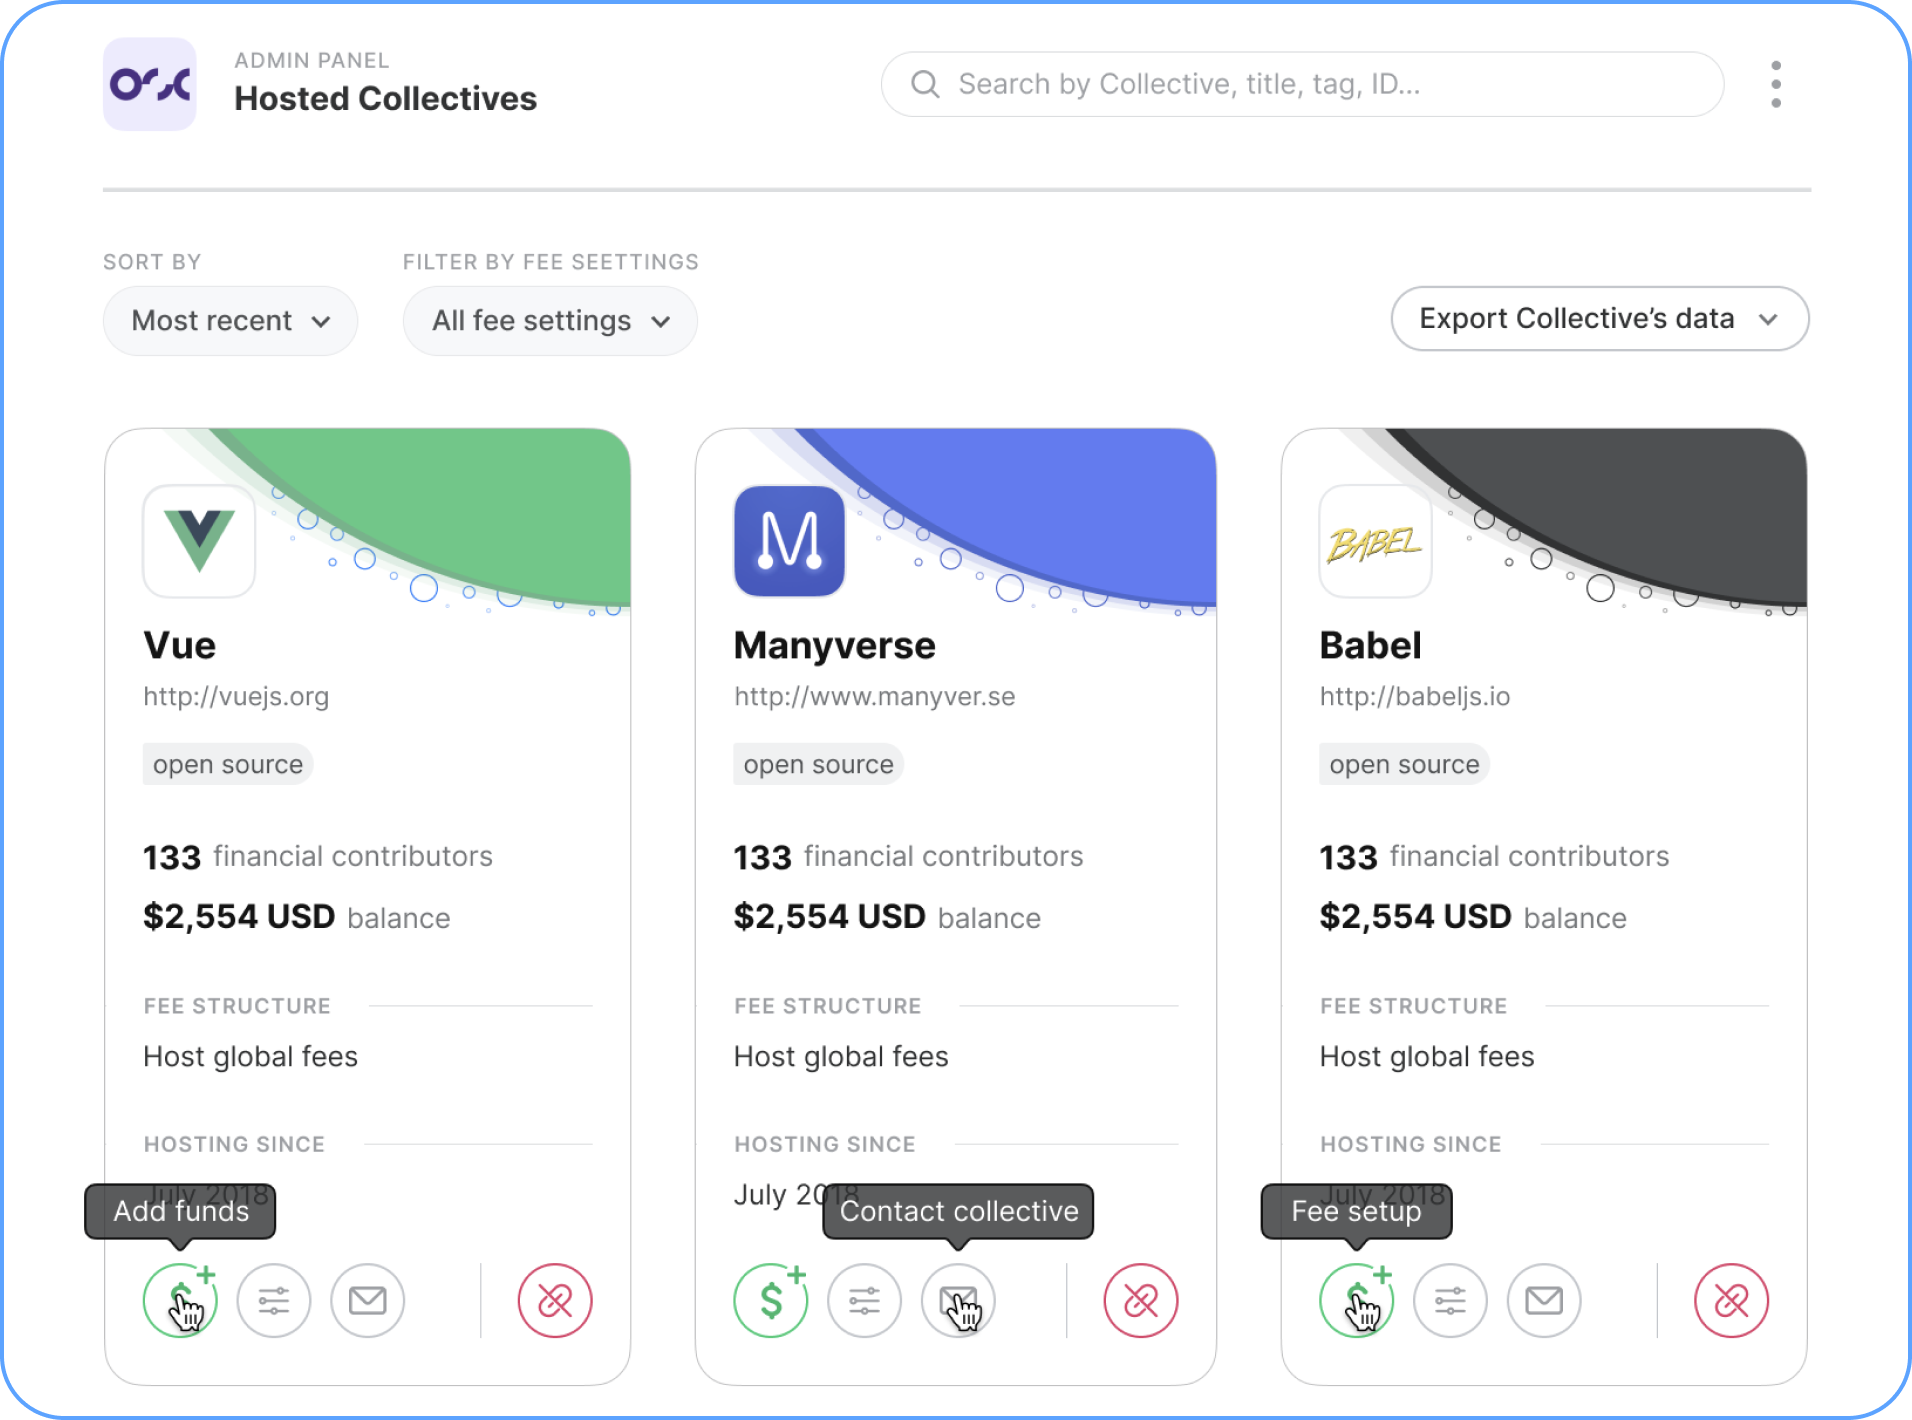 OSC
ADMIN PANEL
Hosted Collectives
Search by Collective, title, tag, ID...
SORT BY
FILTER BY FEE SEETTINGS
Most recent
All fee settings
Export Collective’s data
BABEL
Vue
Manyverse
Babel
http://vuejs.org
http://www.manyver.se
http://babeljs.io
open source
open source
open source
133 financial contributors
133 financial contributors
133 financial contributors
$2,554 USD balance
$2,554 USD balance
$2,554 USD balance
FEE STRUCTURE
FEE STRUCTURE
FEE STRUCTURE
Host global fees
Host global fees
Host global fees
HOSTING SINCE
HOSTING SINCE
HOSTING SINCE
July 2018
July 2018
July 2018
Add funds
Contact collective
Fee setup